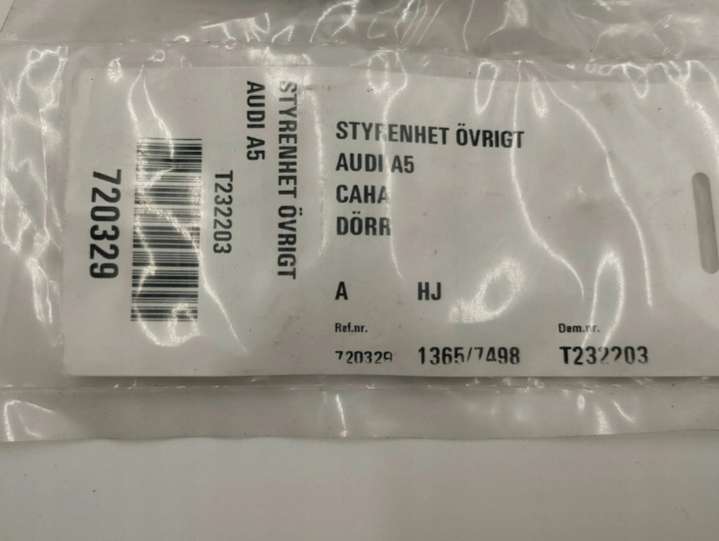 STYRENHET ÖVRIGT
AUDI A5
T232203
720329
STYRENHET ÖVRIGT
AUDI A5
CAHA
DÖRR
A HJ
Ref.nr. Dem.nr.
720329 1365/7498 T232203